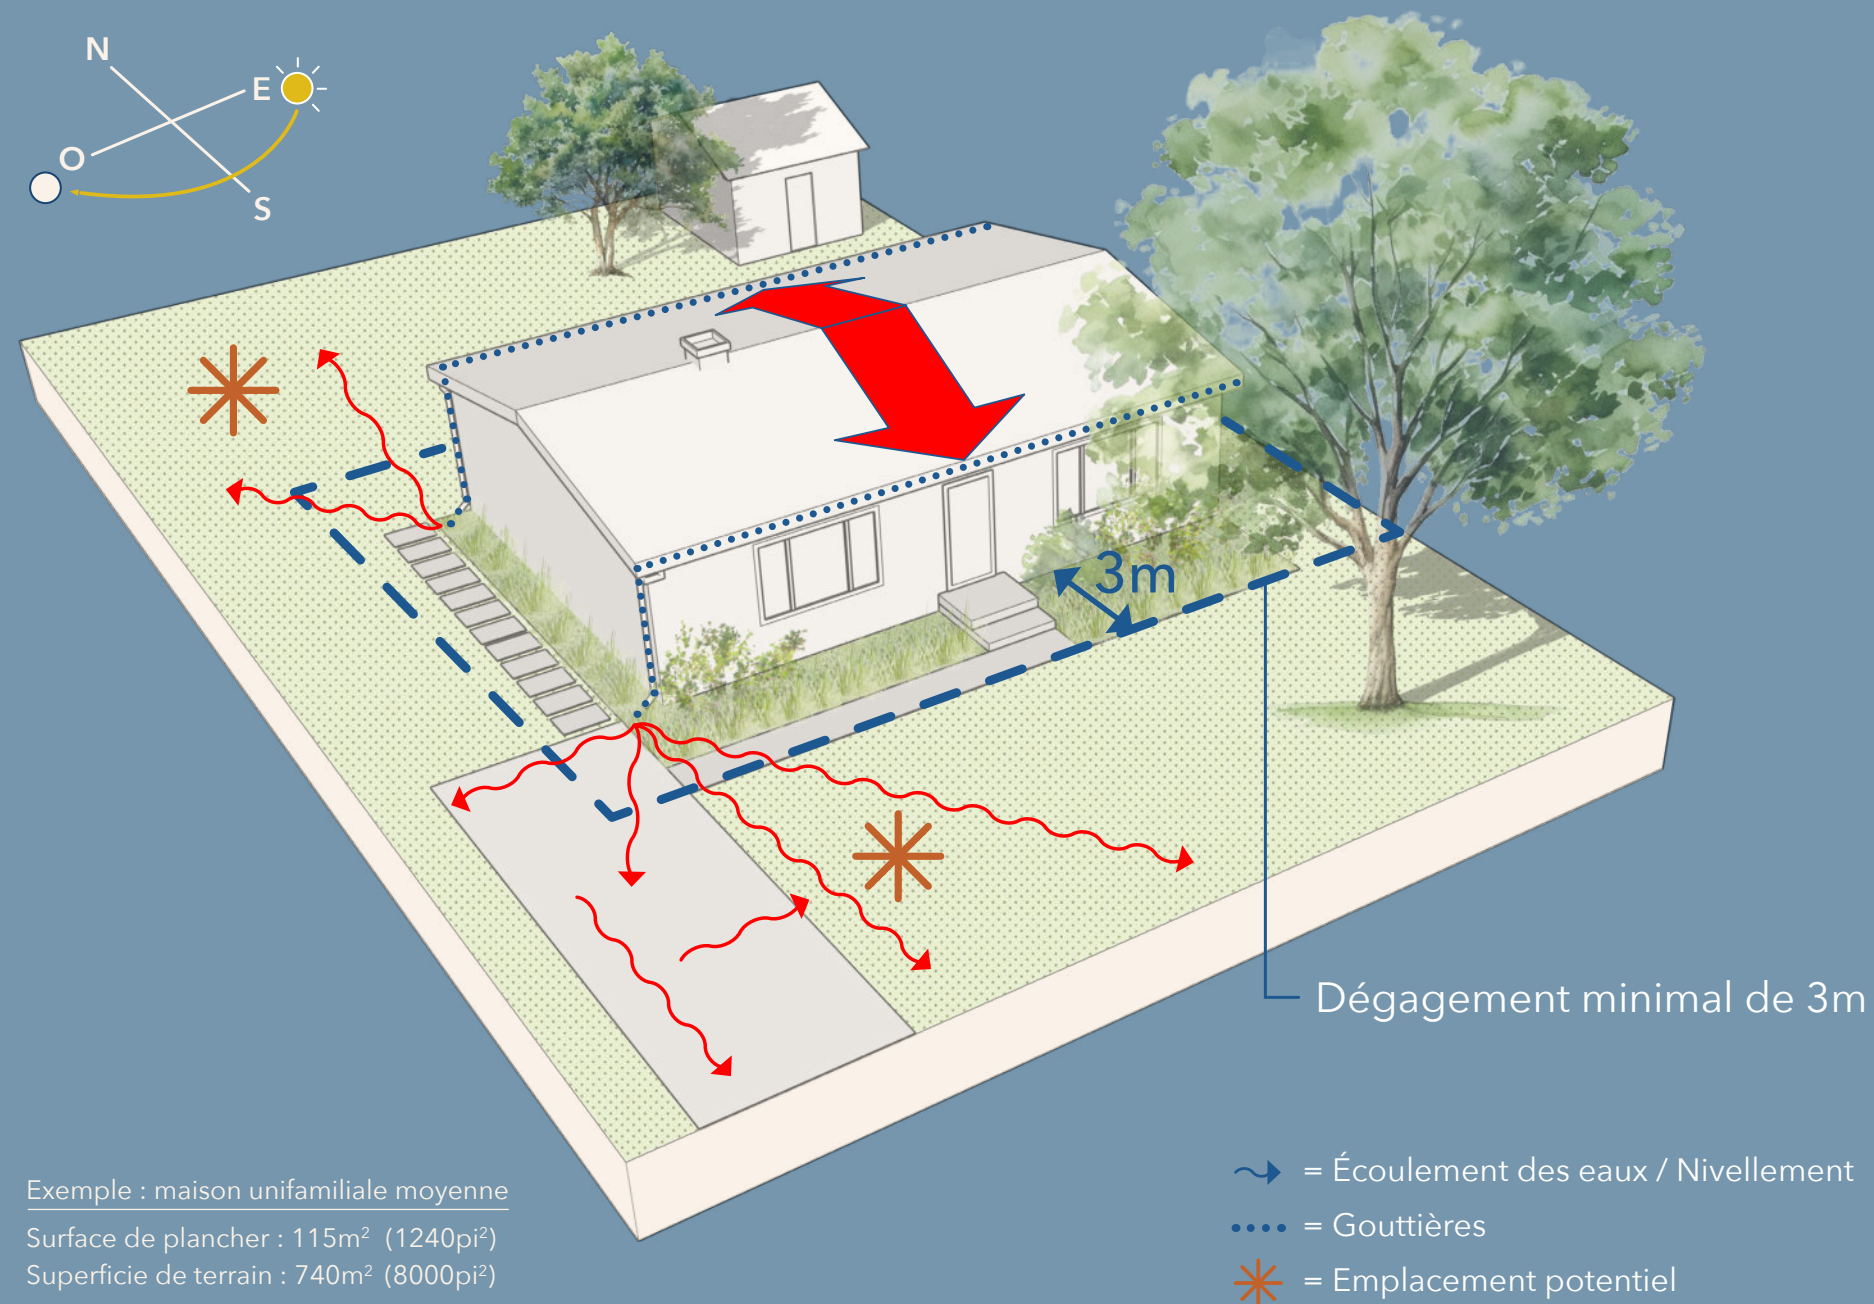 N
E
O
S
3m
Dégagement minimal de 3m
Exemple : maison unifamiliale moyenne
Surface de plancher : 115m² (1240pi²)
Superficie de terrain : 740m² (8000pi²)
= Écoulement des eaux / Nivellement
= Gouttières
= Emplacement potentiel